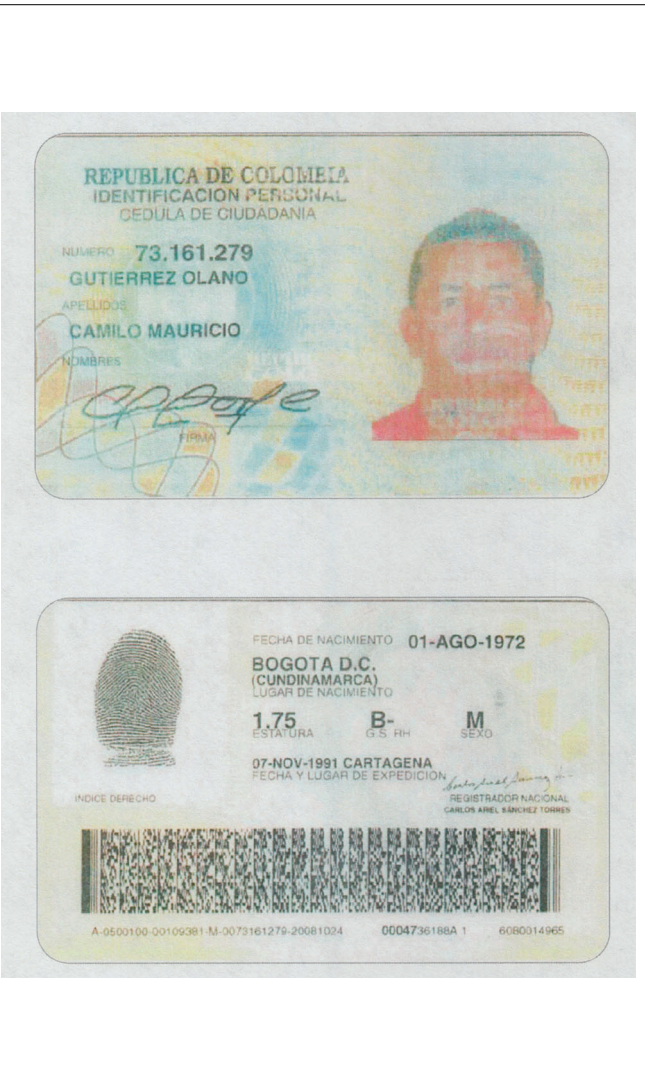 REPUBLICA DE COLOMBIA
IDENTIFICACION PERSONAL
CEDULA DE CIUDADANIA
NUMERO 73.161.279
GUTIERREZ OLANO
APELLIDOS
CAMILO MAURICIO
NOMBRES
FIRMA
FECHA DE NACIMIENTO 01-AGO-1972
BOGOTA D.C.
(CUNDINAMARCA)
LUGAR DE NACIMIENTO
1.75 B- M
ESTATURA G.S. RH SEXO
07-NOV-1991 CARTAGENA
FECHA Y LUGAR DE EXPEDICION
INDICE DERECHO
REGISTRADOR NACIONAL
CARLOS ARIEL SÁNCHEZ TORRES
A-0500100-00109381-M-0073161279-20081024 0004736188A 1 6080014965